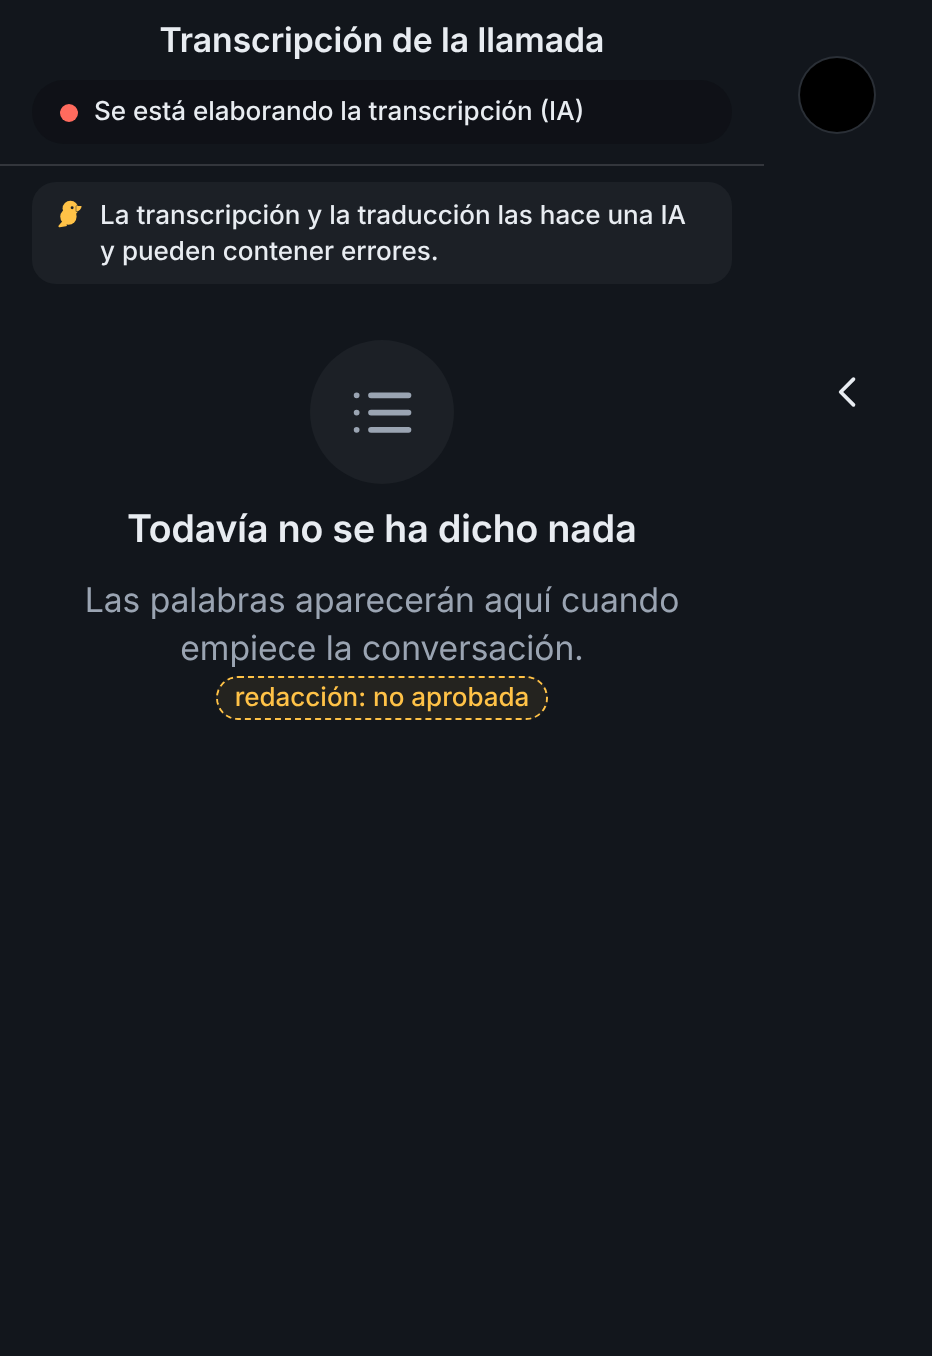 Transcripción de la llamada
Se está elaborando la transcripción (IA)
La transcripción y la traducción las hace una IA
y pueden contener errores.
Todavía no se ha dicho nada
Las palabras aparecerán aquí cuando
empiece la conversación.
redacción: no aprobada